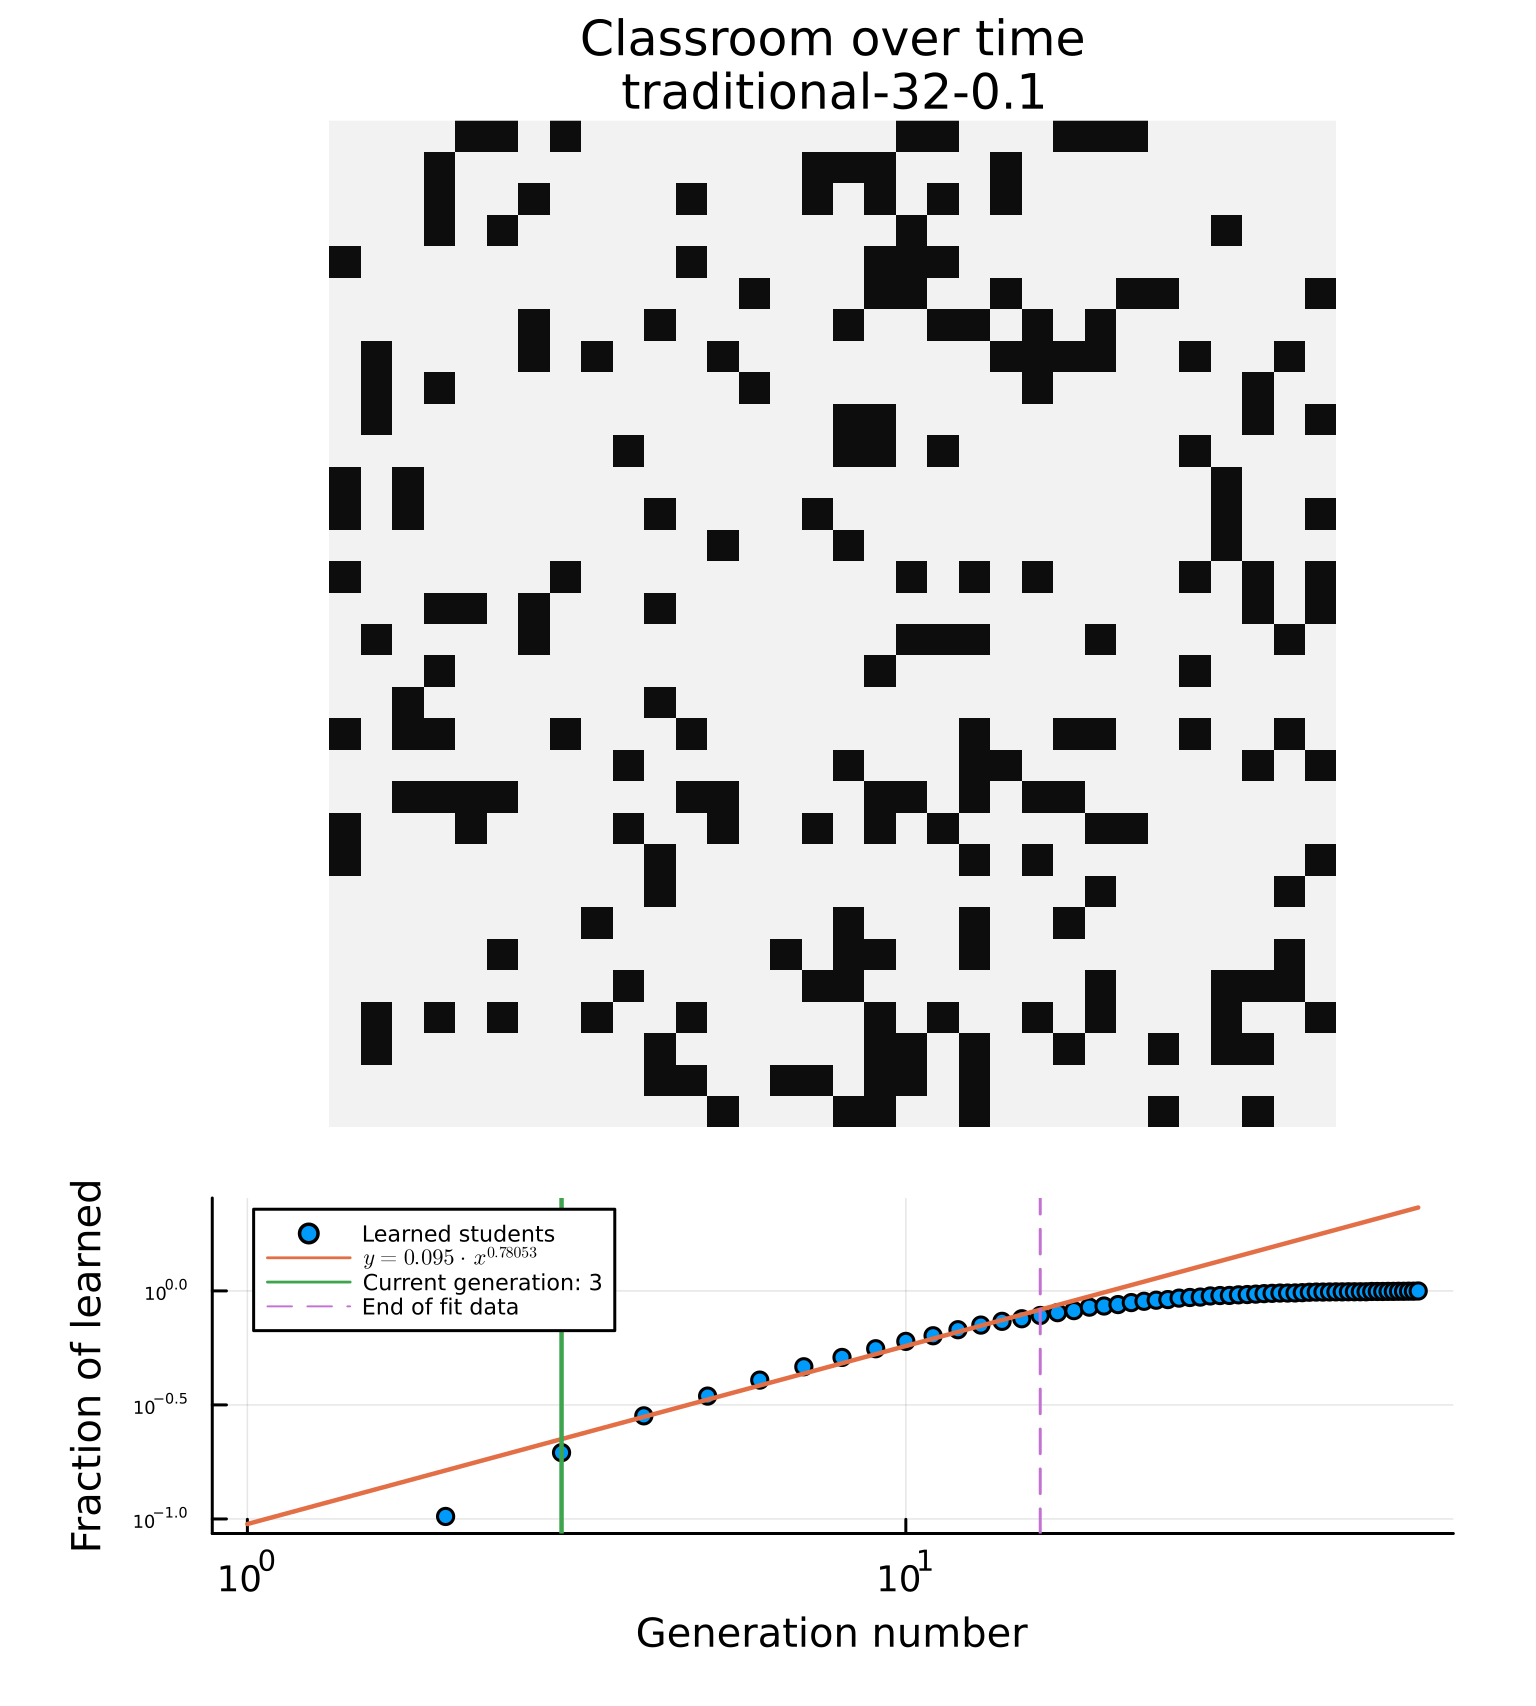 Classroom over time
traditional-32-0.1
Fraction of learned
Learned students
y = 0.095 · x^0.78053
Current generation: 3
End of fit data
10^0.0
10^−0.5
10^−1.0
10^0
10^1
Generation number